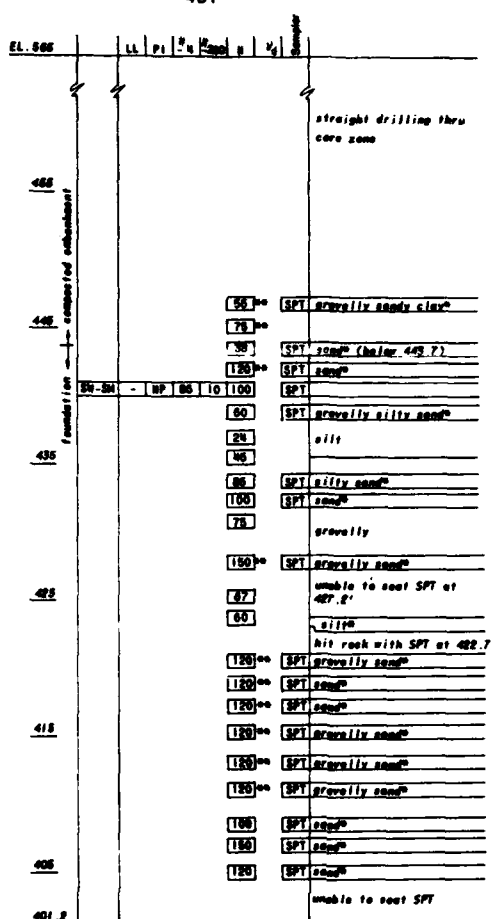 EL. 566 LL PI #4 #200 N γd Sampler
straight drilling thru
core zone
455
compacted embankment
56 ** SPT gravelly sandy clay*
445
75 **
38 SPT sand* (below 443.7)
foundation
120 ** SPT sand*
SW-SM - NP 86 10 100 SPT
60 SPT gravelly silty sand*
24 silt
435
46
86 SPT silty sand*
100 SPT sand*
75
gravelly
150 ** SPT gravelly sand*
unable to seat SPT at
427.2'
425
67
60
silt*
hit rock with SPT at 422.7
120 ** SPT gravelly sand*
120 ** SPT sand*
120 ** SPT sand*
415
120 ** SPT gravelly sand*
120 ** SPT gravelly sand*
120 ** SPT gravelly sand*
100 SPT sand*
150 SPT sand*
405
120 SPT sand*
unable to seat SPT
401.2